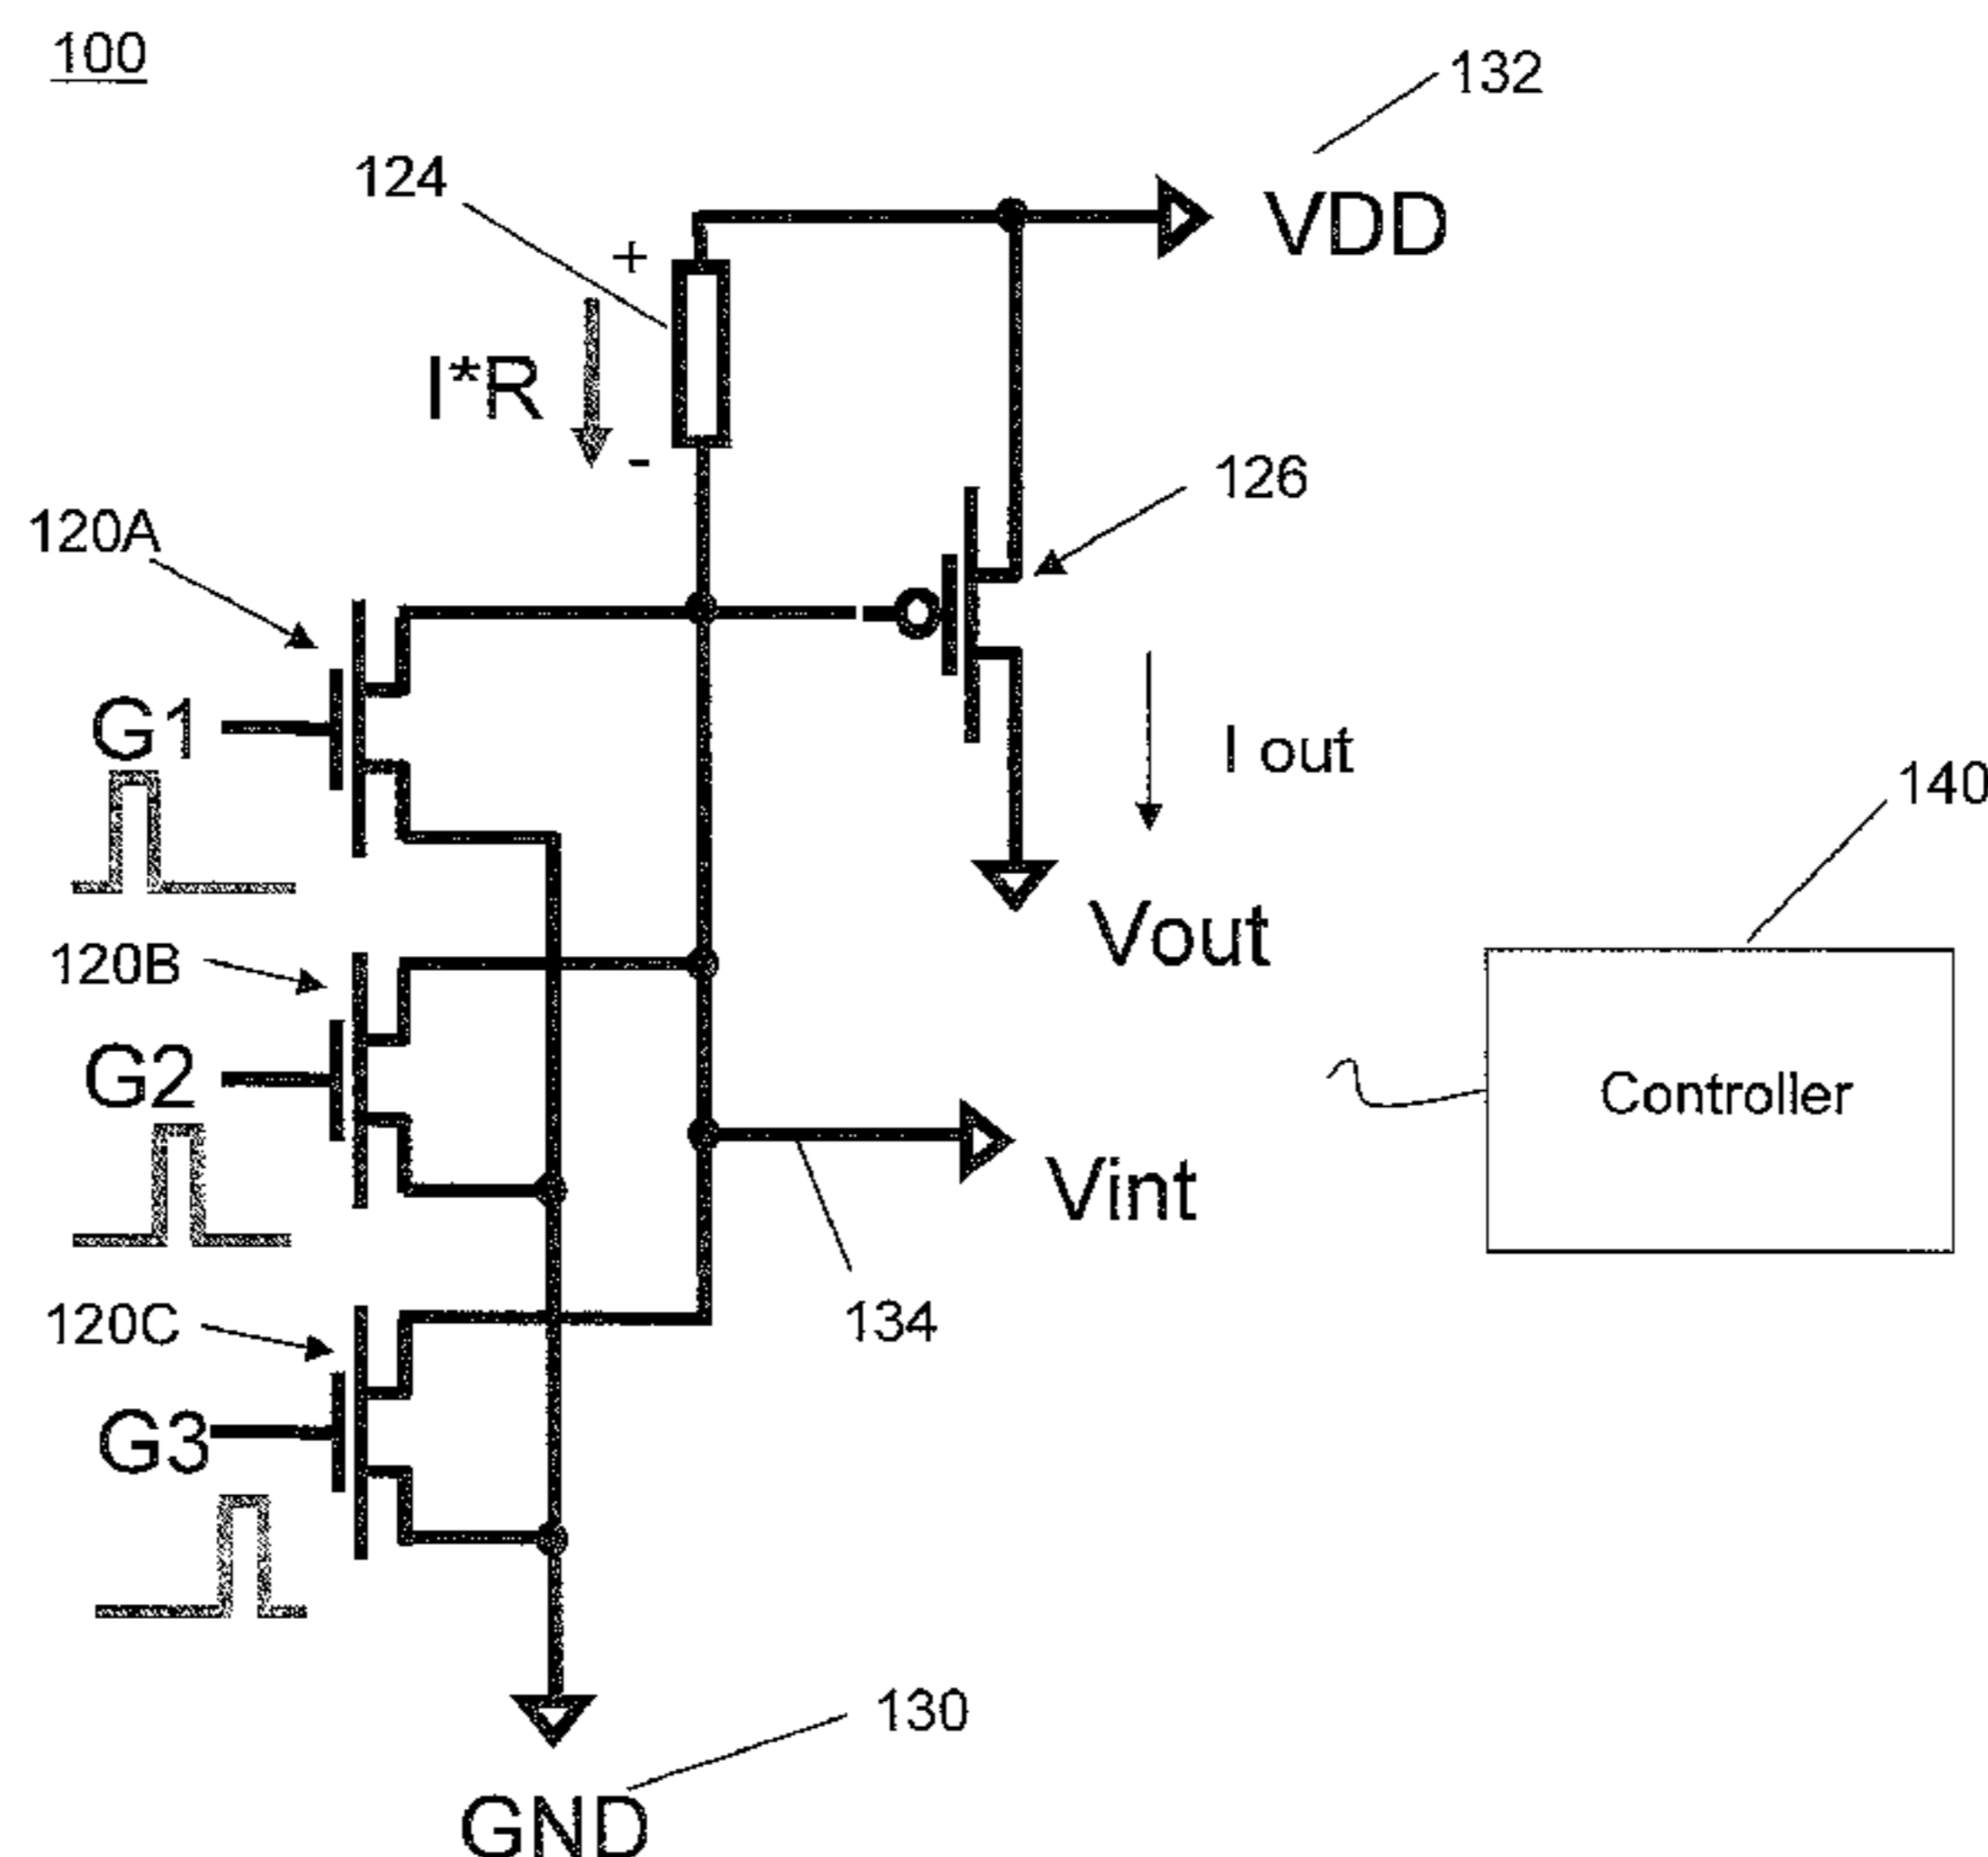 100
132
VDD
124
+
I*R
-
126
120A
G1
I out
140
Vout
120B
G2
Controller
Vint
134
120C
G3
130
GND